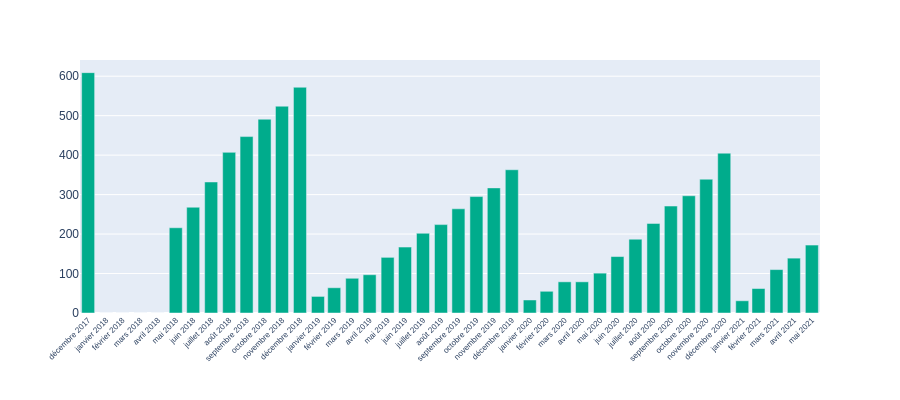 600
500
400
300
200
100
0
décembre 2017
janvier 2018
février 2018
mars 2018
avril 2018
mai 2018
juin 2018
juillet 2018
août 2018
septembre 2018
octobre 2018
novembre 2018
décembre 2018
janvier 2019
février 2019
mars 2019
avril 2019
mai 2019
juin 2019
juillet 2019
août 2019
septembre 2019
octobre 2019
novembre 2019
décembre 2019
janvier 2020
février 2020
mars 2020
avril 2020
mai 2020
juin 2020
juillet 2020
août 2020
septembre 2020
octobre 2020
novembre 2020
décembre 2020
janvier 2021
février 2021
mars 2021
avril 2021
mai 2021